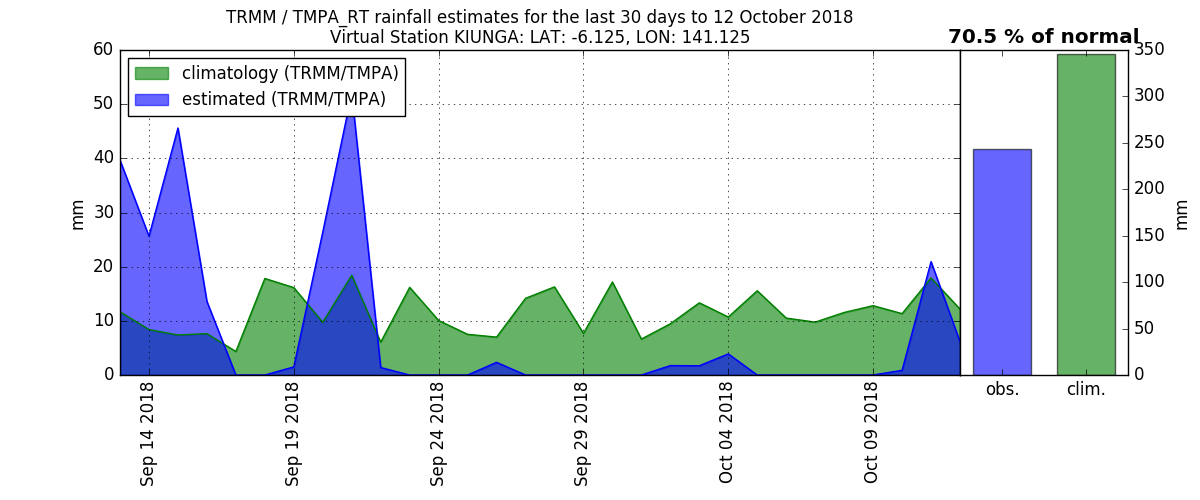 TRMM / TMPA_RT rainfall estimates for the last 30 days to 12 October 2018
Virtual Station KIUNGA: LAT: -6.125, LON: 141.125
70.5 % of normal
climatology (TRMM/TMPA)
estimated (TRMM/TMPA)
60
50
40
30
20
10
0
mm
Sep 14 2018
Sep 19 2018
Sep 24 2018
Sep 29 2018
Oct 04 2018
Oct 09 2018
obs.
clim.
350
300
250
200
150
100
50
0
mm